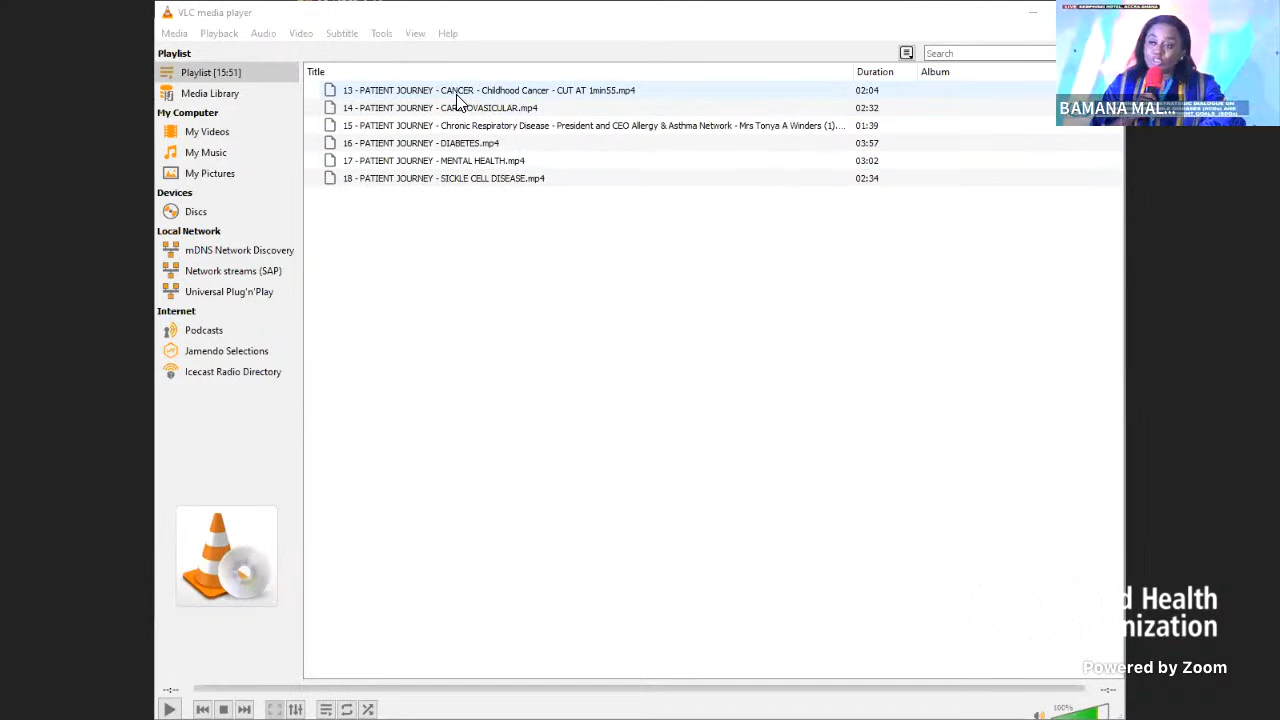 VLC media player
Media Playback Audio Video Subtitle Tools View Help
Playlist
Search
Playlist [15:51]
Media Library
My Computer
My Videos
My Music
My Pictures
Devices
Discs
Local Network
mDNS Network Discovery
Network streams (SAP)
Universal Plug'n'Play
Internet
Podcasts
Jamendo Selections
Icecast Radio Directory
Title Duration Album
13 - PATIENT JOURNEY - CANCER - Childhood Cancer - CUT AT 1min55.mp4 02:04
14 - PATIENT JOURNEY - CARDIOVASICULAR.mp4 02:32
15 - PATIENT JOURNEY - Chronic Respiratory Disease - President and CEO Allergy & Asthma Network - Mrs Tonya A Winders (1).... 01:39
16 - PATIENT JOURNEY - DIABETES.mp4 03:57
17 - PATIENT JOURNEY - MENTAL HEALTH.mp4 03:02
18 - PATIENT JOURNEY - SICKLE CELL DISEASE.mp4 02:34
--:--
--:--
100%
LIVE KEMPINSKI HOTEL, ACCRA-GHANA
BAMANA MAL...
d Health
nization
Powered by Zoom